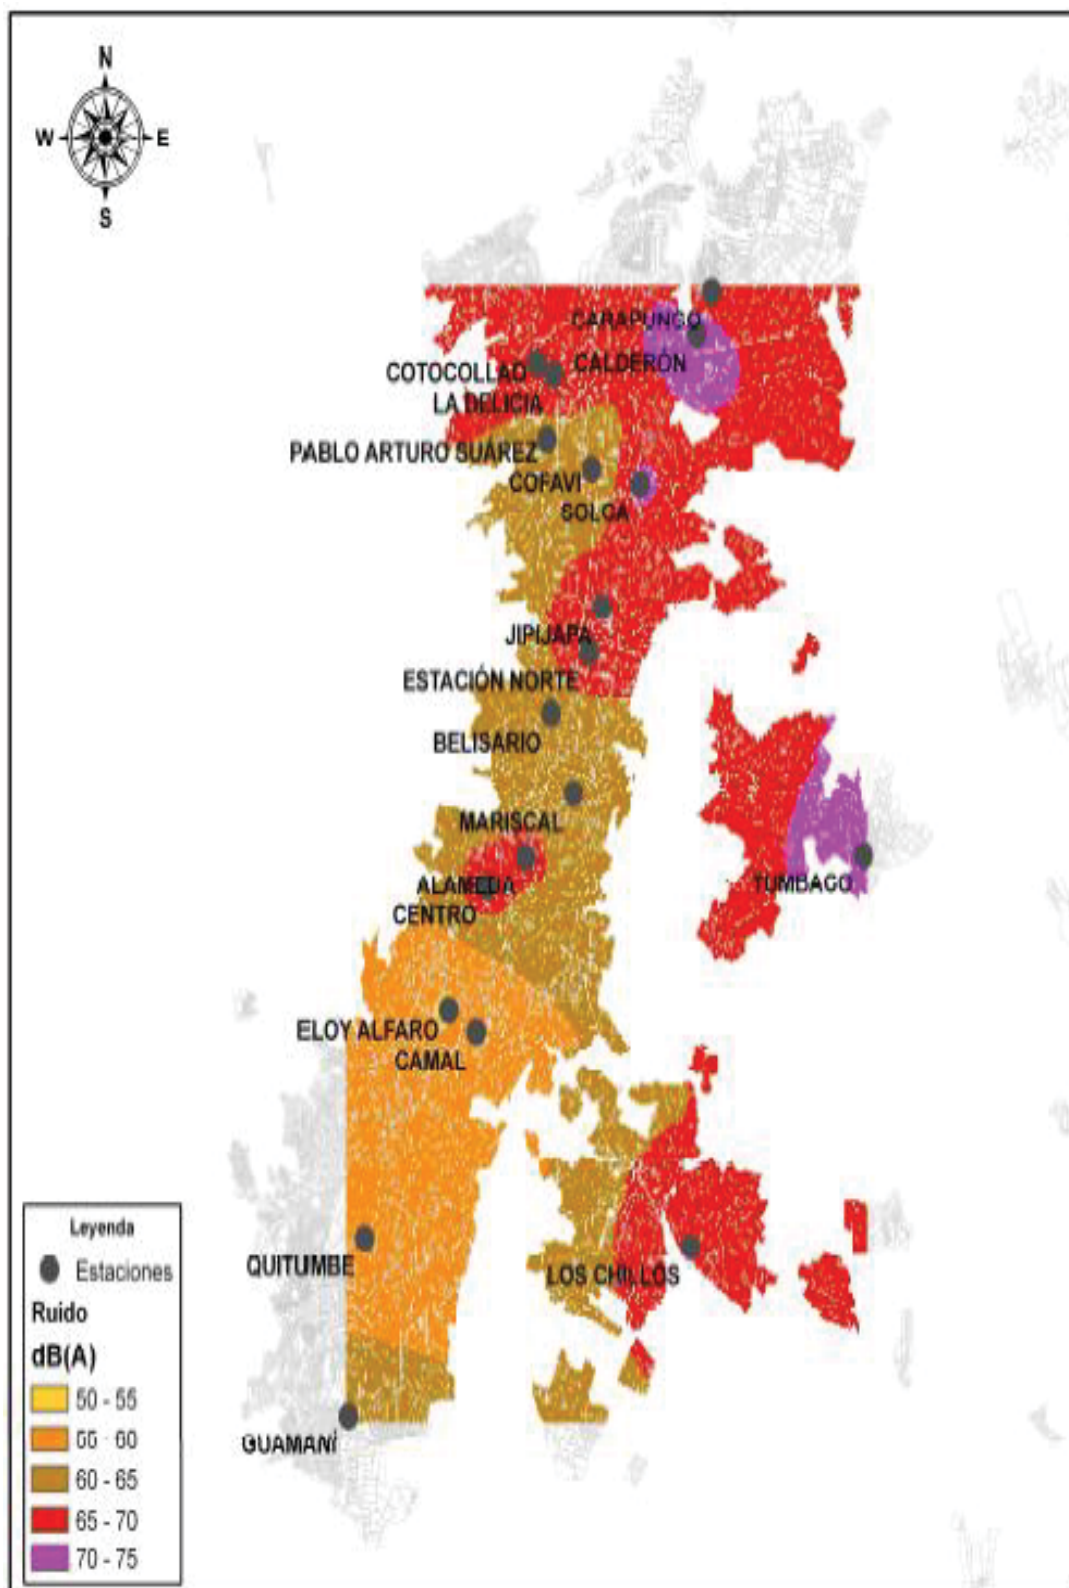 N
W E
S
CARAPUNGO
CALDERÓN
COTOCOLLAO
LA DELICIA
PABLO ARTURO SUÁREZ
COFAVI
SOLCA
JIPIJAPA
ESTACIÓN NORTE
BELISARIO
MARISCAL
ALAMEDA
CENTRO
TUMBACO
ELOY ALFARO
CAMAL
QUITUMBE
LOS CHILLOS
GUAMANÍ
Leyenda
Estaciones
Ruido
dB(A)
50 - 55
55 - 60
60 - 65
65 - 70
70 - 75